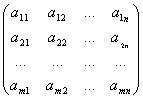 a11 a12 ... a1n
a21 a22 ... a2n
... ... ... ...
am1 am2 ... amn